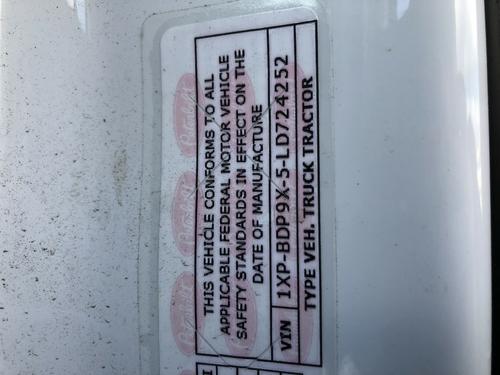 THIS VEHICLE CONFORMS TO ALL
APPLICABLE FEDERAL MOTOR VEHICLE
SAFETY STANDARDS IN EFFECT ON THE
DATE OF MANUFACTURE
VIN 1XP-BDP9X-5-LD724252
TYPE VEH. TRUCK TRACTOR